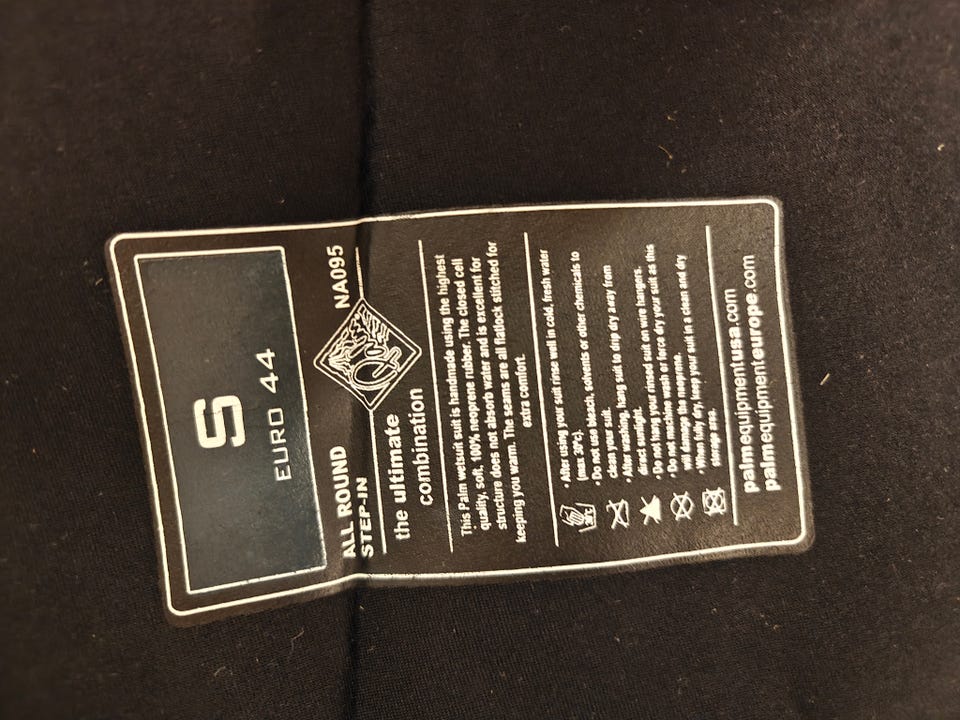 S
EURO 44
ALL ROUND
STEP-IN
NA095
Palm
the ultimate
combination
This Palm wetsuit suit is handmade using the highest
quality, soft, 100% neoprene rubber. The closed cell
structure does not absorb water and is excellent for
keeping you warm. The seams are all flatlock stitched for
extra comfort.
• After using your suit rinse well in cold, fresh water
(max 30°c).
• Do not use bleach, solvents or other chemicals to
clean your suit.
• After washing, hang suit to drip dry away from
direct sunlight.
• Do not hang your rinsed suit on wire hangers.
• Do not machine wash or force dry your suit as this
will damage the neoprene.
• When fully dry, keep your suit in a clean and dry
storage area.
palmequipmentusa.com
palmequipmenteurope.com